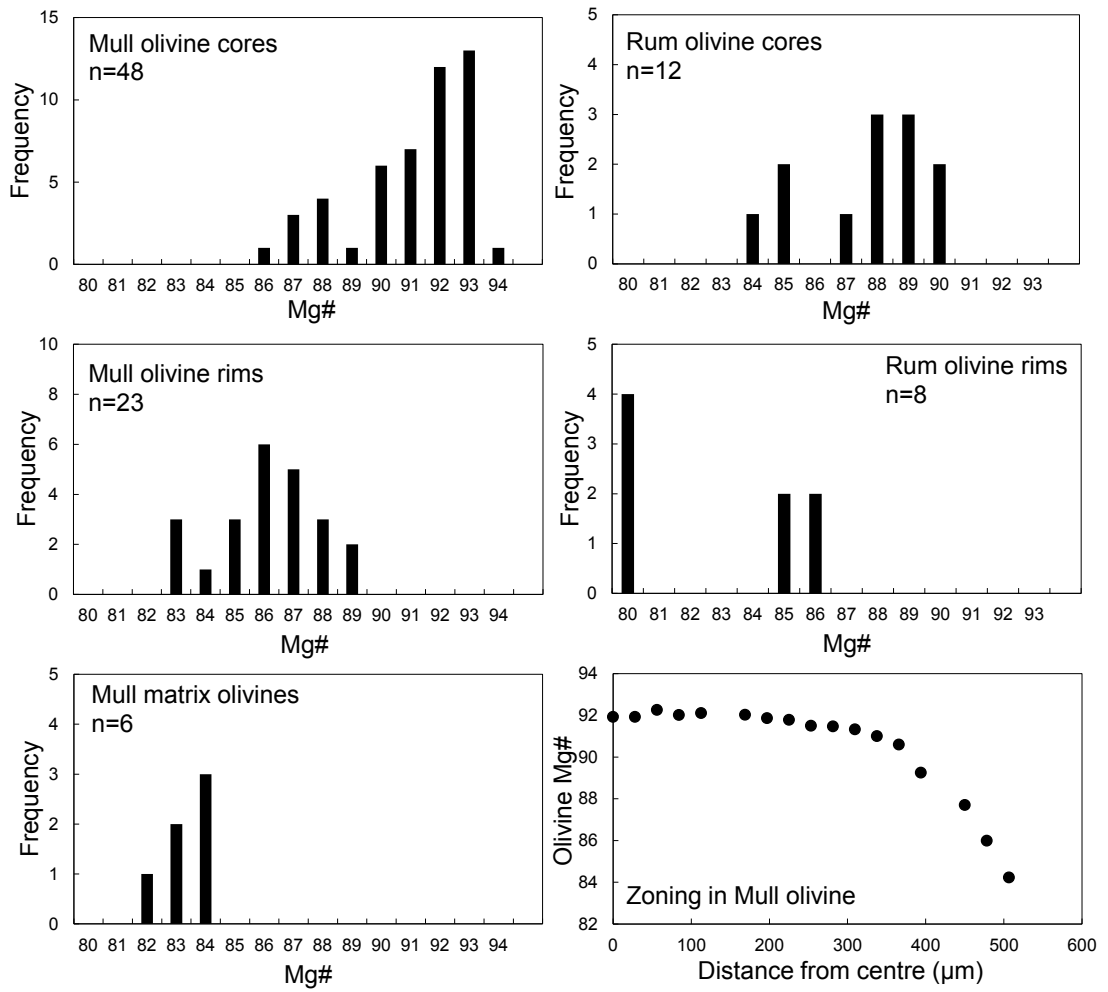 Mull olivine cores
n=48
Frequency
15
10
5
0
80 81 82 83 84 85 86 87 88 89 90 91 92 93 94
Mg#
Rum olivine cores
n=12
Frequency
5
4
3
2
1
0
80 81 82 83 84 85 86 87 88 89 90 91 92 93
Mg#
Mull olivine rims
n=23
Frequency
10
8
6
4
2
0
80 81 82 83 84 85 86 87 88 89 90 91 92 93 94
Mg#
Rum olivine rims
n=8
Frequency
5
4
3
2
1
0
80 81 82 83 84 85 86 87 88 89 90 91 92 93
Mg#
Mull matrix olivines
n=6
Frequency
5
4
3
2
1
0
80 81 82 83 84 85 86 87 88 89 90 91 92 93 94
Mg#
Olivine Mg#
94
92
90
88
86
84
82
Zoning in Mull olivine
0 100 200 300 400 500 600
Distance from centre (µm)